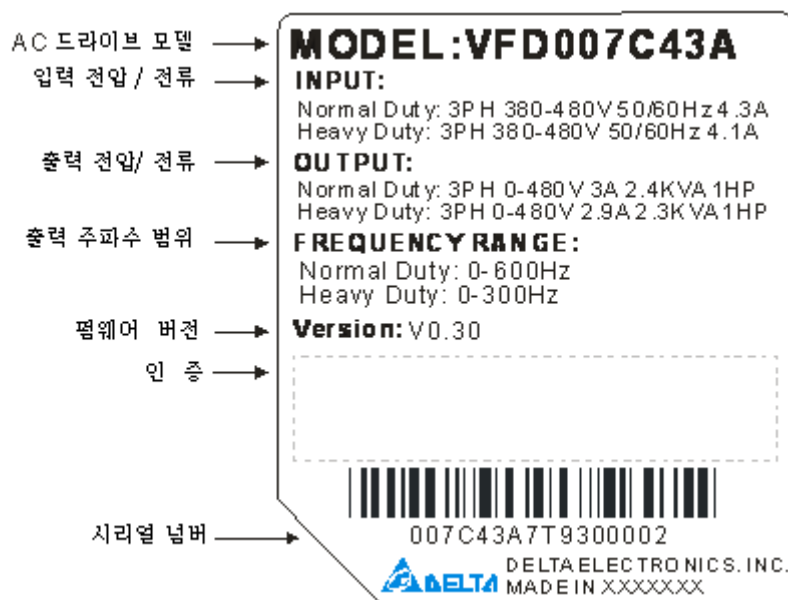 AC 드라이브 모델
MODEL:VFD007C43A
입력 전압 / 전류
INPUT:
Normal Duty: 3PH 380-480V 50/60Hz 4.3A
Heavy Duty: 3PH 380-480V 50/60Hz 4.1A
출력 전압/ 전류
OUTPUT:
Normal Duty: 3PH 0-480V 3A 2.4KVA 1HP
Heavy Duty: 3PH 0-480V 2.9A 2.3KVA 1HP
출력 주파수 범위
FREQUENCY RANGE:
Normal Duty: 0-600Hz
Heavy Duty: 0-300Hz
펌웨어 버전
Version: V0.30
인 증
시리얼 넘버
007C43A7T9300002
DELTA
DELTA ELECTRONICS. INC.
MADE IN XXXXXXX